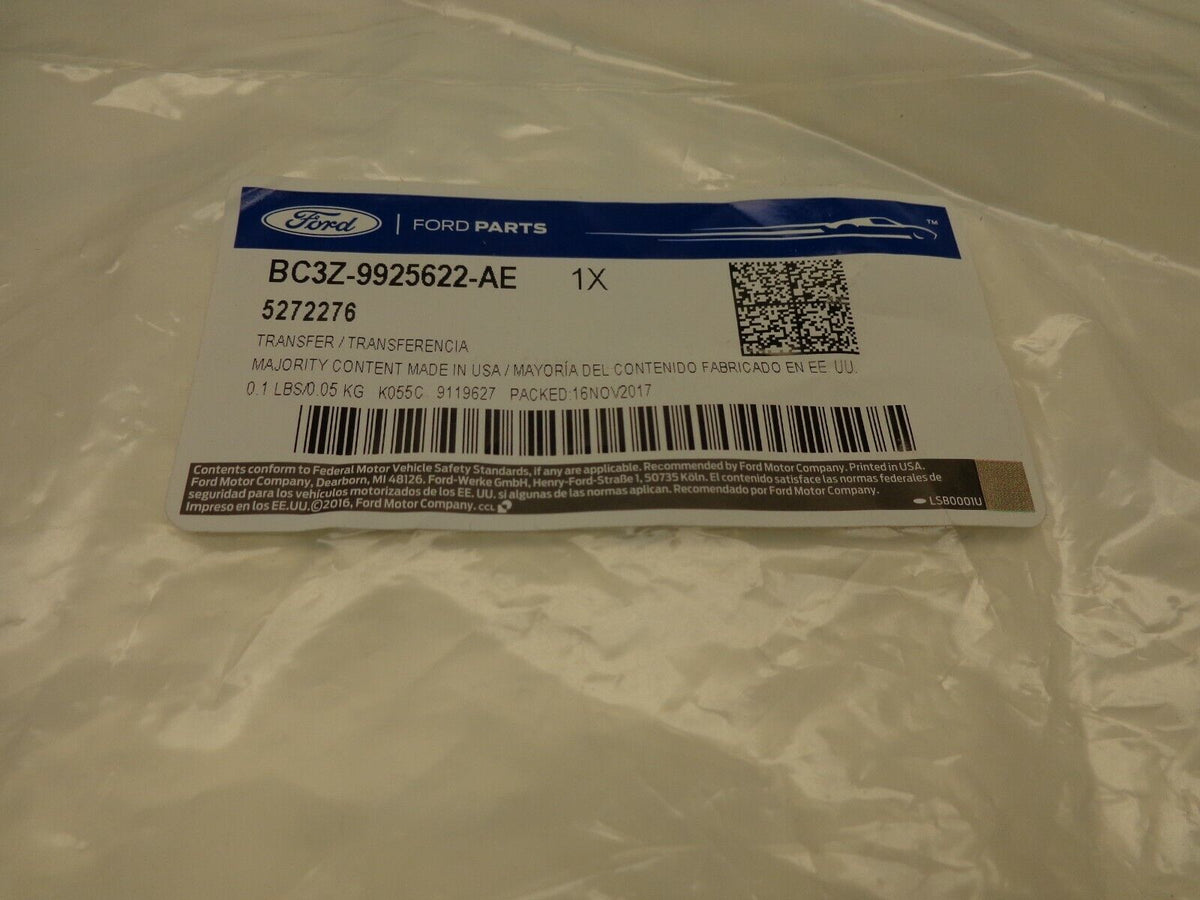 Ford | FORD PARTS ™
BC3Z-9925622-AE 1X
5272276
TRANSFER / TRANSFERENCIA
MAJORITY CONTENT MADE IN USA / MAYORÍA DEL CONTENIDO FABRICADO EN EE. UU.
0.1 LBS/0.05 KG K055C 9119627 PACKED:16NOV2017
Contents conform to Federal Motor Vehicle Safety Standards, if any are applicable. Recommended by Ford Motor Company. Printed in USA.
Ford Motor Company, Dearborn, MI 48126. Ford-Werke GmbH, Henry-Ford-Straße 1, 50735 Köln. El contenido satisface las normas federales de
seguridad para los vehículos motorizados de los EE. UU. si algunas de las normas aplican. Recomendado por Ford Motor Company.
Impreso en los EE.UU.©2016, Ford Motor Company. CCL LSB0001U